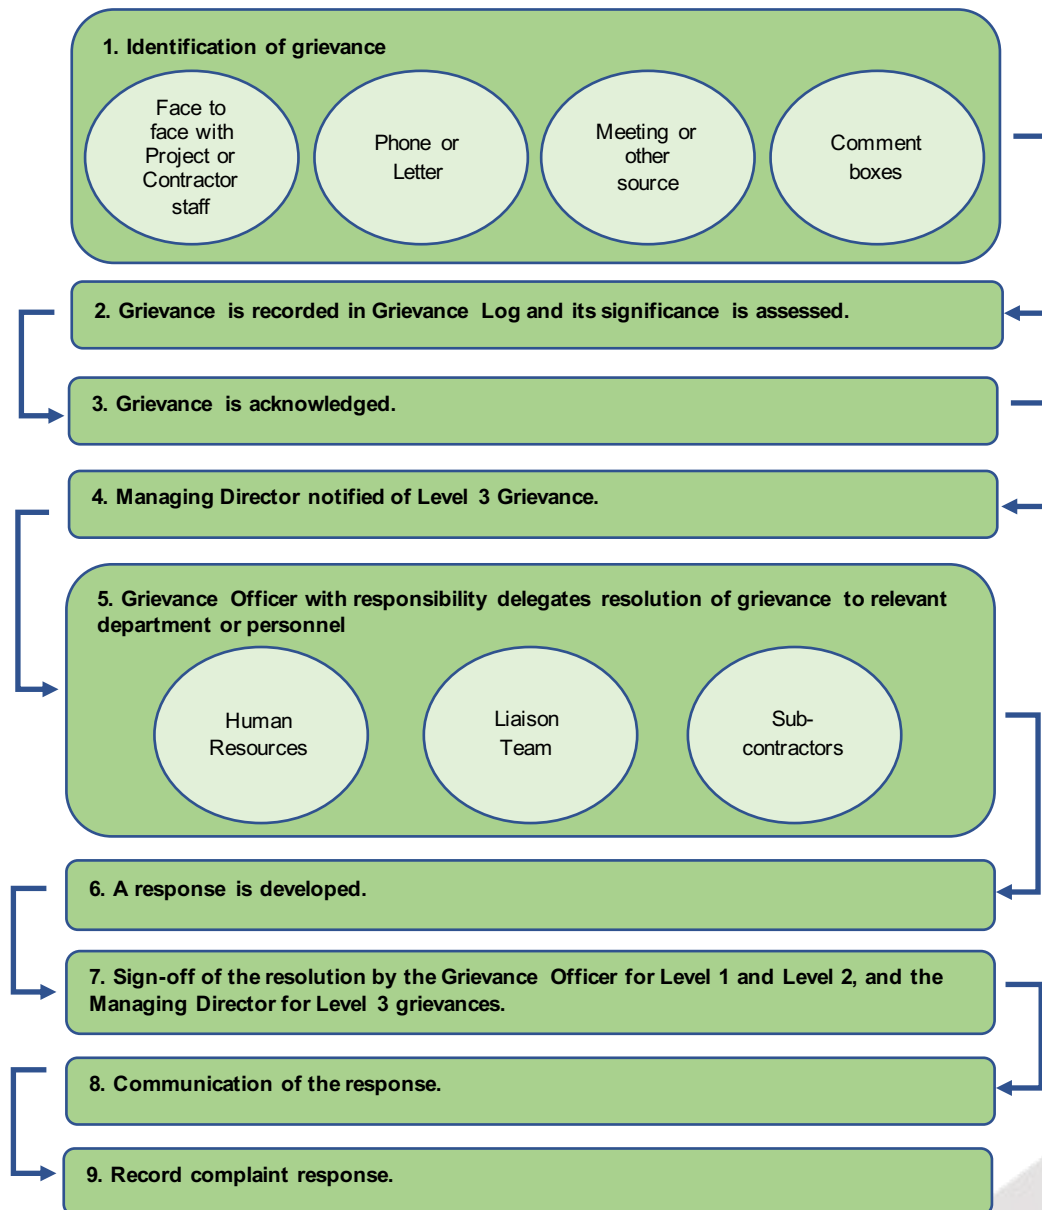 1. Identification of grievance
Face to
face with
Project or
Contractor
staff
Phone or
Letter
Meeting or
other
source
Comment
boxes
2. Grievance is recorded in Grievance Log and its significance is assessed.
3. Grievance is acknowledged.
4. Managing Director notified of Level 3 Grievance.
5. Grievance Officer with responsibility delegates resolution of grievance to relevant
department or personnel
Human
Resources
Liaison
Team
Sub-
contractors
6. A response is developed.
7. Sign-off of the resolution by the Grievance Officer for Level 1 and Level 2, and the
Managing Director for Level 3 grievances.
8. Communication of the response.
9. Record complaint response.